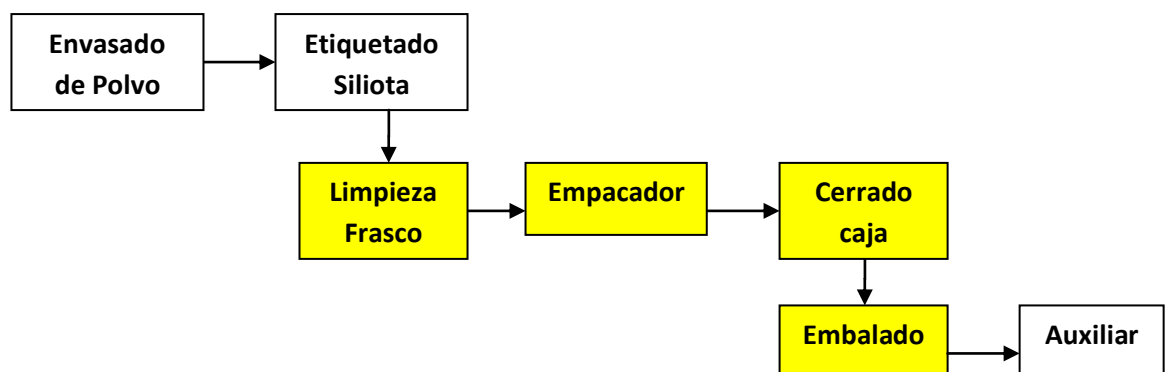 Envasado
de Polvo
Etiquetado
Siliota
Limpieza
Frasco
Empacador
Cerrado
caja
Embalado
Auxiliar